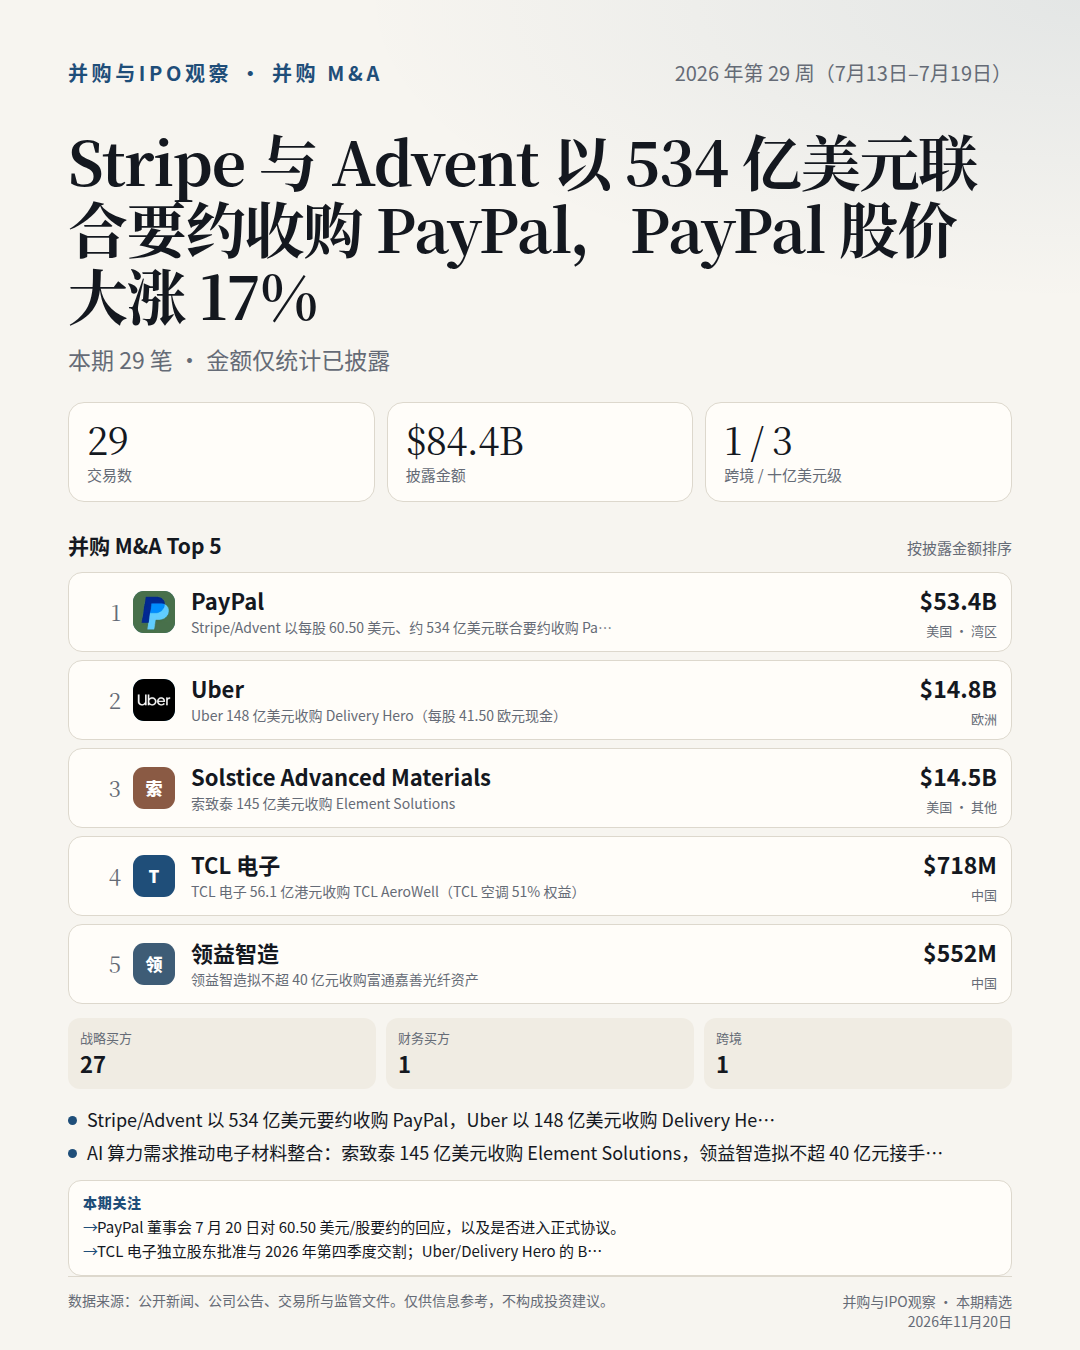 并购与IPO观察 · 并购 M&A
2026 年第 29 周（7月13日–7月19日）
Stripe 与 Advent 以 534 亿美元联
合要约收购 PayPal，PayPal 股价
大涨 17%
本期 29 笔 · 金额仅统计已披露
29
交易数
$84.4B
披露金额
1 / 3
跨境 / 十亿美元级
并购 M&A Top 5
按披露金额排序
1
PayPal
$53.4B
Stripe/Advent 以每股 60.50 美元、约 534 亿美元联合要约收购 Pa…
美国 · 湾区
2
Uber
Uber
$14.8B
Uber 148 亿美元收购 Delivery Hero（每股 41.50 欧元现金）
欧洲
3
索
Solstice Advanced Materials
$14.5B
索致泰 145 亿美元收购 Element Solutions
美国 · 其他
4
T
TCL 电子
$718M
TCL 电子 56.1 亿港元收购 TCL AeroWell（TCL 空调 51% 权益）
中国
5
领
领益智造
$552M
领益智造拟不超 40 亿元收购富通嘉善光纤资产
中国
战略买方
27
财务买方
1
跨境
1
Stripe/Advent 以 534 亿美元要约收购 PayPal，Uber 以 148 亿美元收购 Delivery He…
AI 算力需求推动电子材料整合：索致泰 145 亿美元收购 Element Solutions，领益智造拟不超 40 亿元接手…
本期关注
→PayPal 董事会 7 月 20 日对 60.50 美元/股要约的回应，以及是否进入正式协议。
→TCL 电子独立股东批准与 2026 年第四季度交割；Uber/Delivery Hero 的 B…
数据来源：公开新闻、公司公告、交易所与监管文件。仅供信息参考，不构成投资建议。
并购与IPO观察 · 本期精选
2026年11月20日